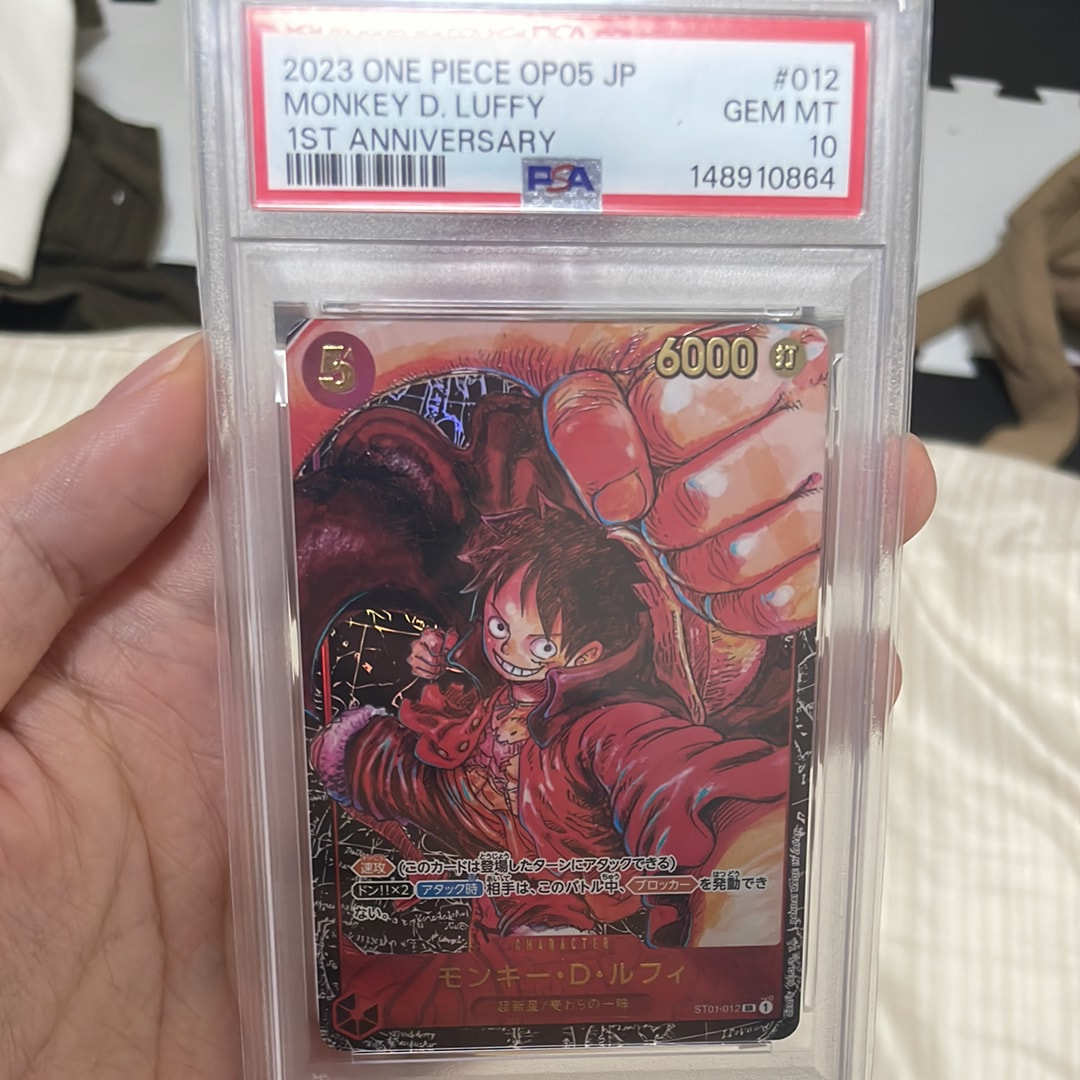 2023 ONE PIECE OP05 JP #012
MONKEY D. LUFFY GEM MT
1ST ANNIVERSARY 10
PSA 148910864
5 6000 打
速攻 (このカードは登場したターンにアタックできる)
ドン!!×2 アタック時 相手は、このバトル中、ブロッカー を発動でき
ない。
CHARACTER
モンキー・D・ルフィ
超新星/麦わらの一味
ST01-012 SR 1